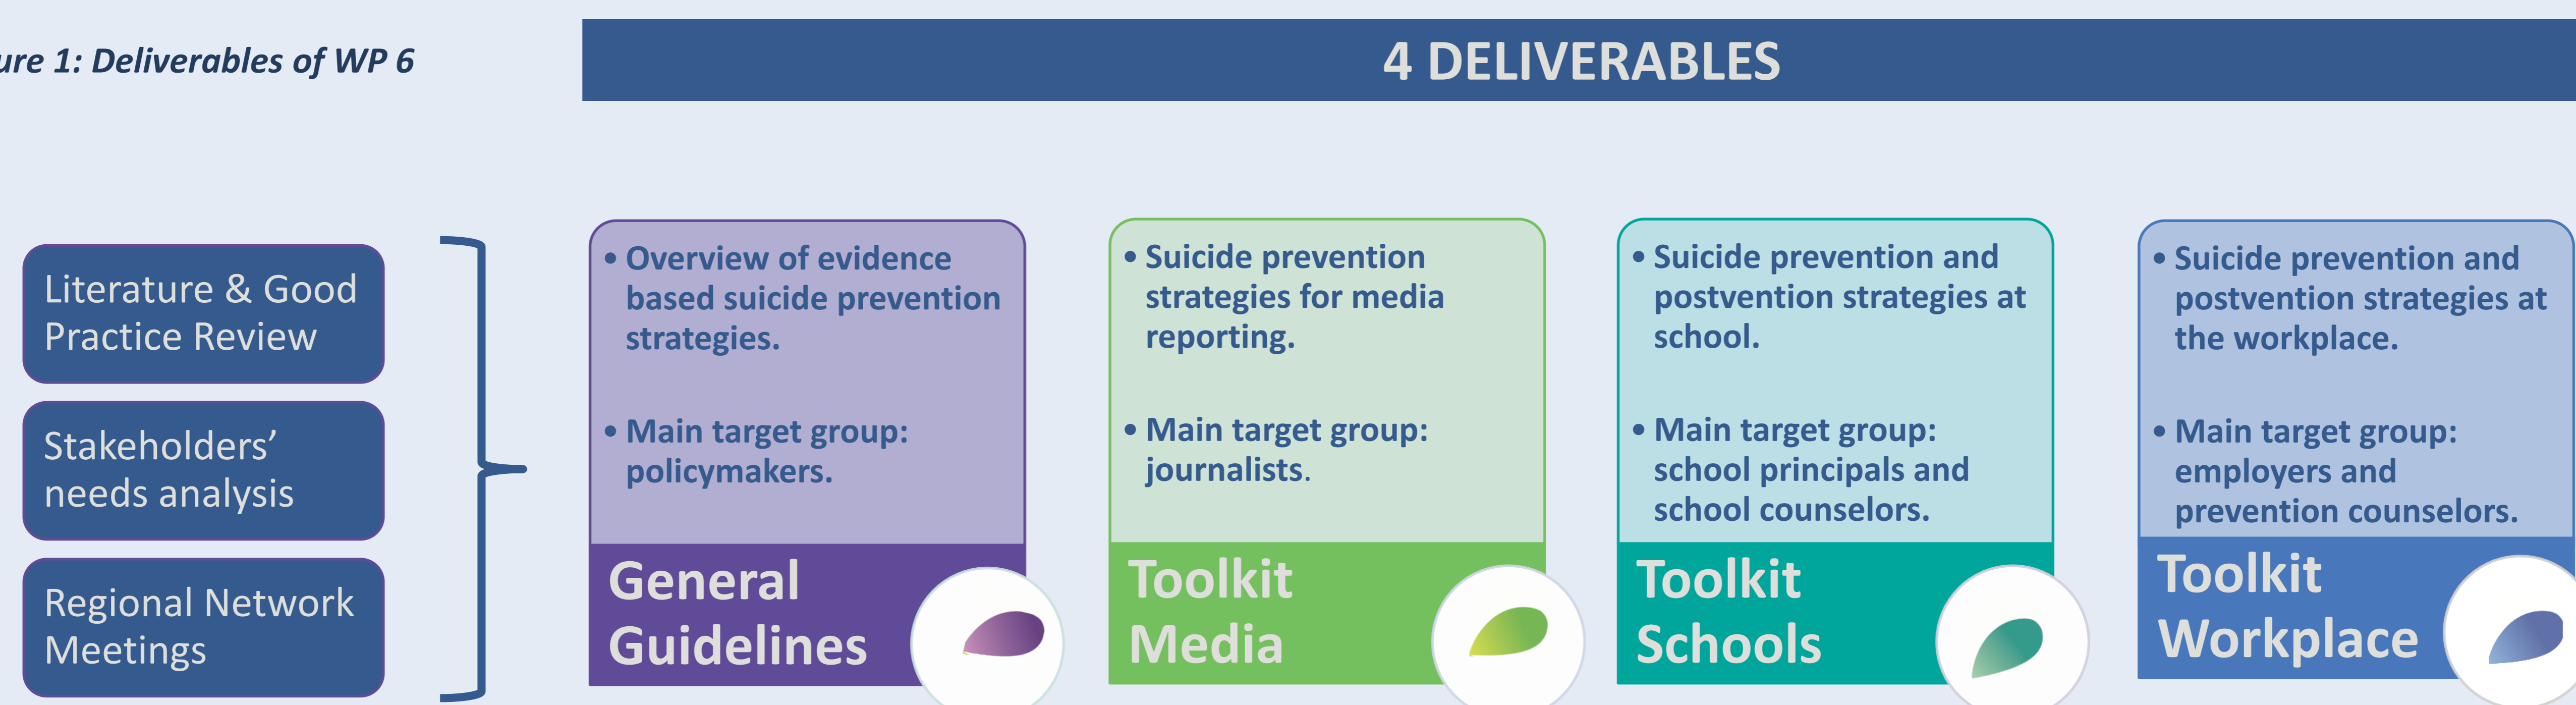 ure 1: Deliverables of WP 6
4 DELIVERABLES
Literature & Good
Practice Review
Stakeholders’
needs analysis
Regional Network
Meetings
• Overview of evidence
based suicide prevention
strategies.
• Main target group:
policymakers.
General
Guidelines
• Suicide prevention
strategies for media
reporting.
• Main target group:
journalists.
Toolkit
Media
• Suicide prevention and
postvention strategies at
school.
• Main target group:
school principals and
school counselors.
Toolkit
Schools
• Suicide prevention and
postvention strategies at
the workplace.
• Main target group:
employers and
prevention counselors.
Toolkit
Workplace